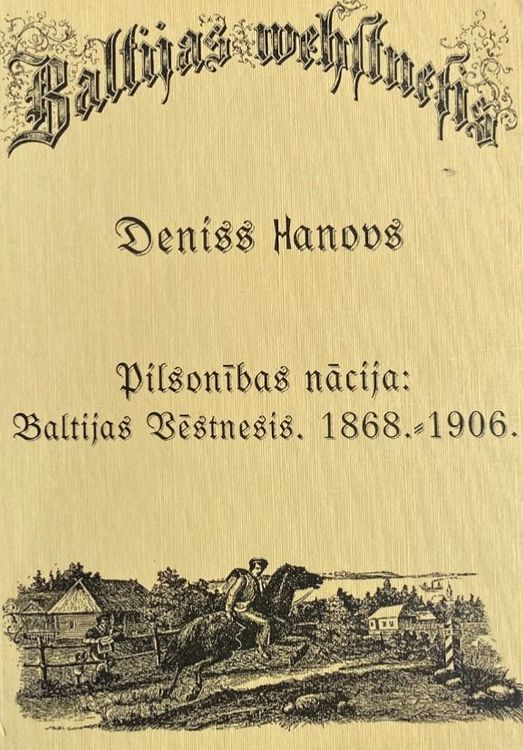 Baltijas wehstnesis
Deniss Hanovs
Pilsonības nācija:
Baltijas Vēstnesis. 1868.=1906.